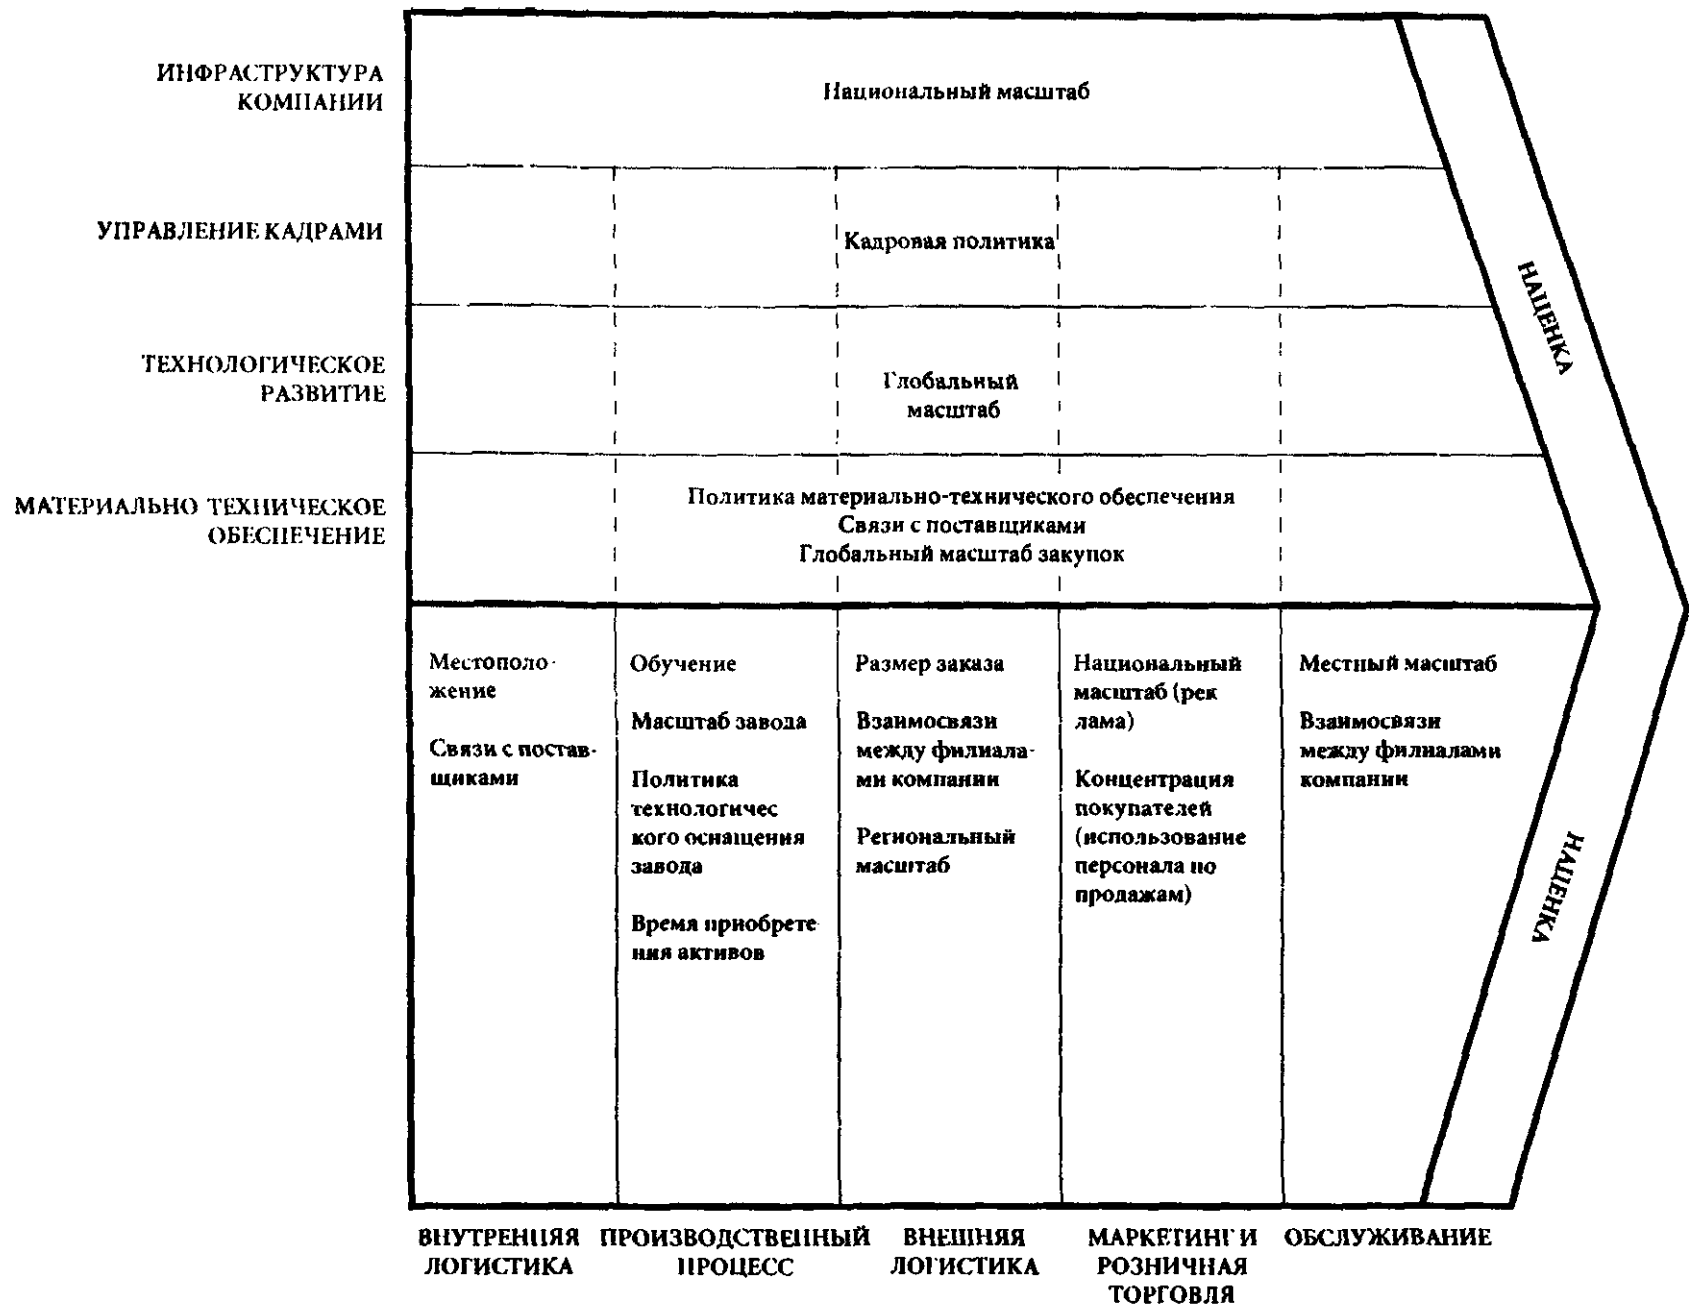 ИНФРАСТРУКТУРА
КОМПАНИИ
Национальный масштаб
УПРАВЛЕНИЕ КАДРАМИ
Кадровая политика
ТЕХНОЛОГИЧЕСКОЕ
РАЗВИТИЕ
Глобальный
масштаб
МАТЕРИАЛЬНО ТЕХНИЧЕСКОЕ
ОБЕСПЕЧЕНИЕ
Политика материально-технического обеспечения
Связи с поставщиками
Глобальный масштаб закупок
НАЦЕНКА
Местополо-
жение
Связи с постав-
щиками
Обучение
Масштаб завода
Политика
технологичес
кого оснащения
завода
Время приобрете-
ния активов
Размер заказа
Взаимосвязи
между филиала-
ми компании
Региональный
масштаб
Национальный
масштаб (рек
лама)
Концентрация
покупателей
(использование
персонала по
продажам)
Местный масштаб
Взаимосвязи
между филиалами
компании
НАЦЕНКА
ВНУТРЕННЯЯ
ЛОГИСТИКА
ПРОИЗВОДСТВЕННЫЙ
ПРОЦЕСС
ВНЕШНЯЯ
ЛОГИСТИКА
МАРКЕТИНГ И
РОЗНИЧНАЯ
ТОРГОВЛЯ
ОБСЛУЖИВАНИЕ